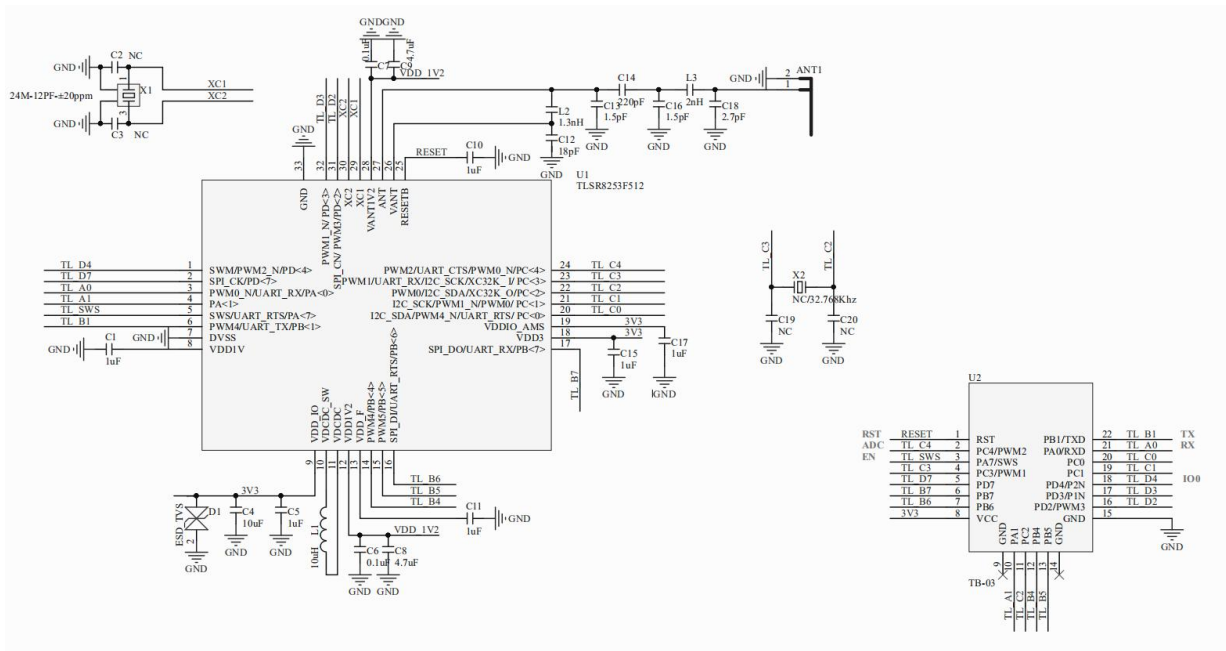 GNDGND
0.1uF
C7
4.7uF
VDD_1V2
C2 NC
GND
1
X1
24M-12PF-±20ppm
3
GND
C3 NC
XC1
XC2
TL_D3
TL_D2
XC2
XC1
GND
33
32
31
30
29
28
27
26
25
L2
1.3nH
C12
18pF
GND
C13
1.5pF
GND
C14
220pF
C16
1.5pF
GND
L3
2nH
C18
2.7pF
GND
GND
2
1
ANT1
RESET
C10
1uF
GND
U1
TLSR8253F512
GND
PWM1_N/ PD<3>
SPI_CN/ PWM3/PD<2>
XC2
XC1
VANT1V2
ANT
VANT
RESETB
TL_D4 1 SWM/PWM2_N/PD<4>
TL_D7 2 SPI_CK/PD<7>
TL_A0 3 PWM0_N/UART_RX/PA<0>
TL_A1 4 PA<1>
TL_SWS 5 SWS/UART_RTS/PA<7>
TL_B1 6 PWM4/UART_TX/PB<1>
GND 7 DVSS
8 VDD1V
GND
C1
1uF
PWM2/UART_CTS/PWM0_N/PC<4> 24 TL_C4
PWM1/UART_RX/I2C_SCK/XC32K_I/ PC<3> 23 TL_C3
PWM0/I2C_SDA/XC32K_O/PC<2> 22 TL_C2
I2C_SCK/PWM1_N/PWM0/ PC<1> 21 TL_C1
I2C_SDA/PWM4_N/UART_RTS/ PC<0> 20 TL_C0
VDDIO_AMS 19 3V3
VDD3 18 3V3
SPI_DO/UART_RX/PB<7> 17
TL_B7
C15
1uF
GND
C17
1uF
GND
VDD_IO
VDCDC_SW
VDCDC
VDD1V2
VDD_F
PWM4/PB<4>
PWM5/PB<5>
SPI_DI/UART_RTS/PB<6>
9
10
11
12
13
14
15
16
TL_B6
TL_B5
TL_B4
3V3
ESD_TVS
D1
2
GND
C4
10uF
GND
C5
1uF
GND
L1
10uH
C11
1uF
GND
VDD_1V2
C6
0.1uF
C8
4.7uF
GND GND
TL_C3
TL_C2
X2
NC/32.768Khz
C19
NC
GND
C20
NC
GND
U2
RST RESET 1 RST
ADC TL_C4 2 PC4/PWM2
EN TL_SWS 3 PA7/SWS
TL_C3 4 PC3/PWM1
TL_D7 5 PD7
TL_B7 6 PB7
TL_B6 7 PB6
3V3 8 VCC
PB1/TXD 22 TL_B1 TX
PA0/RXD 21 TL_A0 RX
PC0 20 TL_C0
PC1 19 TL_C1
PD4/P2N 18 TL_D4 IO0
PD3/P1N 17 TL_D3
PD2/PWM3 16 TL_D2
GND 15
GND
GND
PA1
PC2
PB4
PB5
GND
9
10
11
12
13
14
TB-03
TL_A1
TL_C2
TL_B4
TL_B5